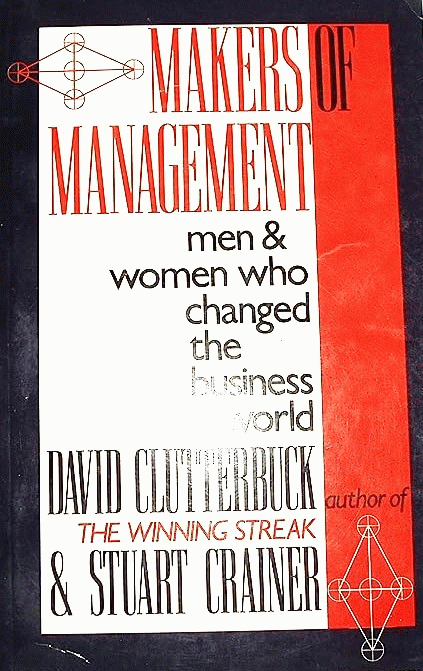 MAKERS OF
MANAGEMENT
men &
women who
changed
the
business
world
DAVID CLUTTERBUCK author of
THE WINNING STREAK
& STUART CRAINER